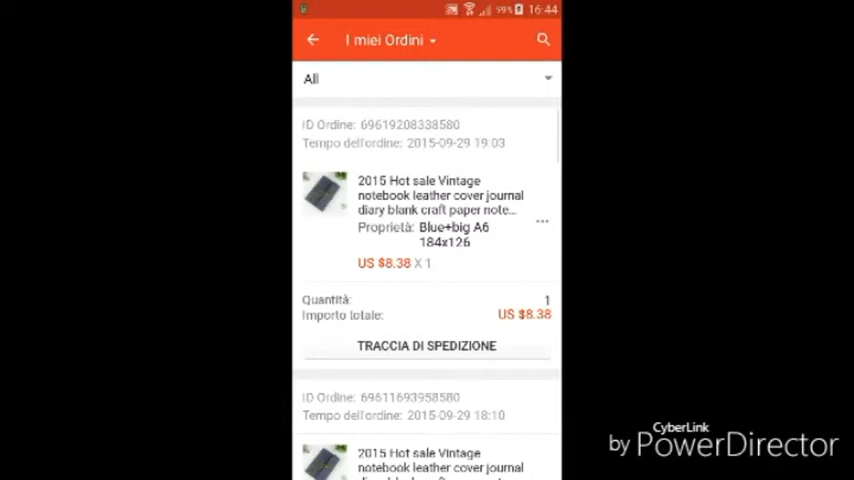 99% 16:44
I miei Ordini
All
ID Ordine: 69619208338580
Tempo dell'ordine: 2015-09-29 19.03
2015 Hot sale Vintage
notebook leather cover journal
diary blank craft paper note...
Proprietà: Blue+big A6
184x126
US $8.38 X 1
Quantità: 1
Importo totale: US $8.38
TRACCIA DI SPEDIZIONE
ID Ordine: 69611693958580
Tempo dell'ordine: 2015-09-29 18:10
2015 Hot sale Vintage
notebook leather cover journal
CyberLink
by PowerDirector